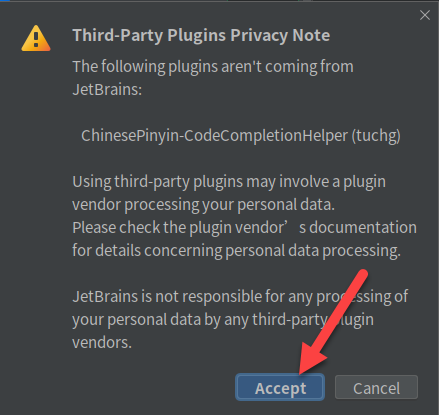 Third-Party Plugins Privacy Note
The following plugins aren't coming from
JetBrains:
ChinesePinyin-CodeCompletionHelper (tuchg)
Using third-party plugins may involve a plugin
vendor processing your personal data.
Please check the plugin vendor’s documentation
for details concerning personal data processing.
JetBrains is not responsible for any processing of
your personal data by any third-party plugin
vendors.
Accept
Cancel